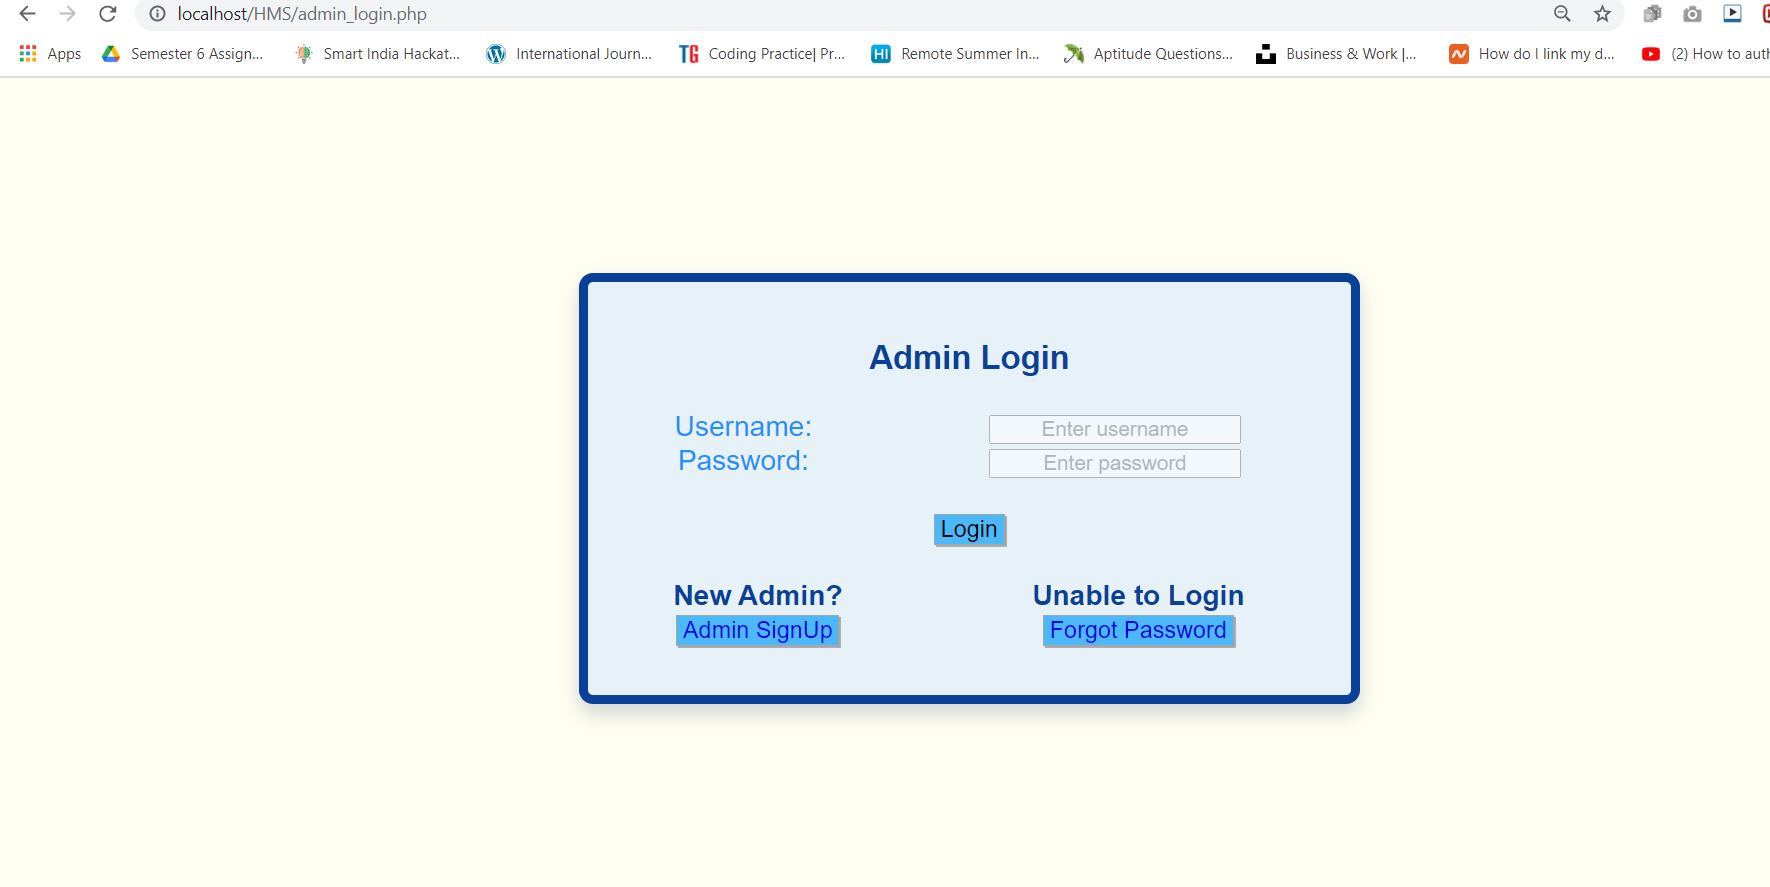 localhost/HMS/admin_login.php
Apps Semester 6 Assign... Smart India Hackat... International Journ... TG Coding Practice| Pr... HI Remote Summer In... Aptitude Questions... Business & Work |... How do I link my d... (2) How to auth
Admin Login
Username: Enter username
Password: Enter password
Login
New Admin? Unable to Login
Admin SignUp Forgot Password